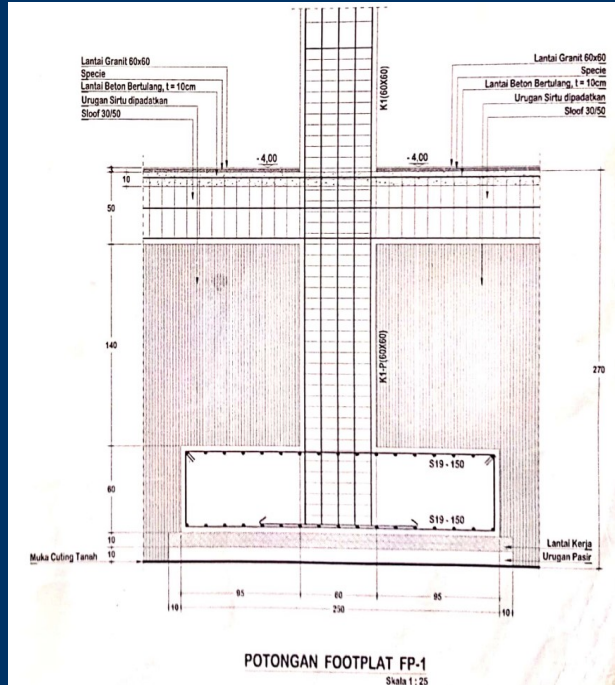 Lantai Granit 60x60
Specie
Lantai Beton Bertulang, t = 10cm
Urugan Sirtu dipadatkan
Sloof 30/50
K1(60X60)
Lantai Granit 60x60
Specie
Lantai Beton Bertulang, t = 10cm
Urugan Sirtu dipadatkan
Sloof 30/50
- 4,00
- 4,00
10
50
140
K1-P(60X60)
270
S19 - 150
60
S19 - 150
10
Lantai Kerja
Muka Cuting Tanah
10
Urugan Pasir
95
60
95
10
250
10
POTONGAN FOOTPLAT FP-1
Skala 1 : 25